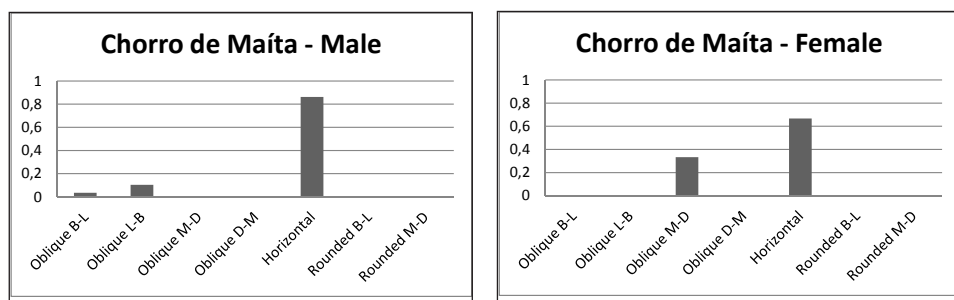 Chorro de Maíta - Male
1
0,8
0,6
0,4
0,2
0
Oblique B-L
Oblique L-B
Oblique M-D
Oblique D-M
Horizontal
Rounded B-L
Rounded M-D
Chorro de Maíta - Female
1
0,8
0,6
0,4
0,2
0
Oblique B-L
Oblique L-B
Oblique M-D
Oblique D-M
Horizontal
Rounded B-L
Rounded M-D